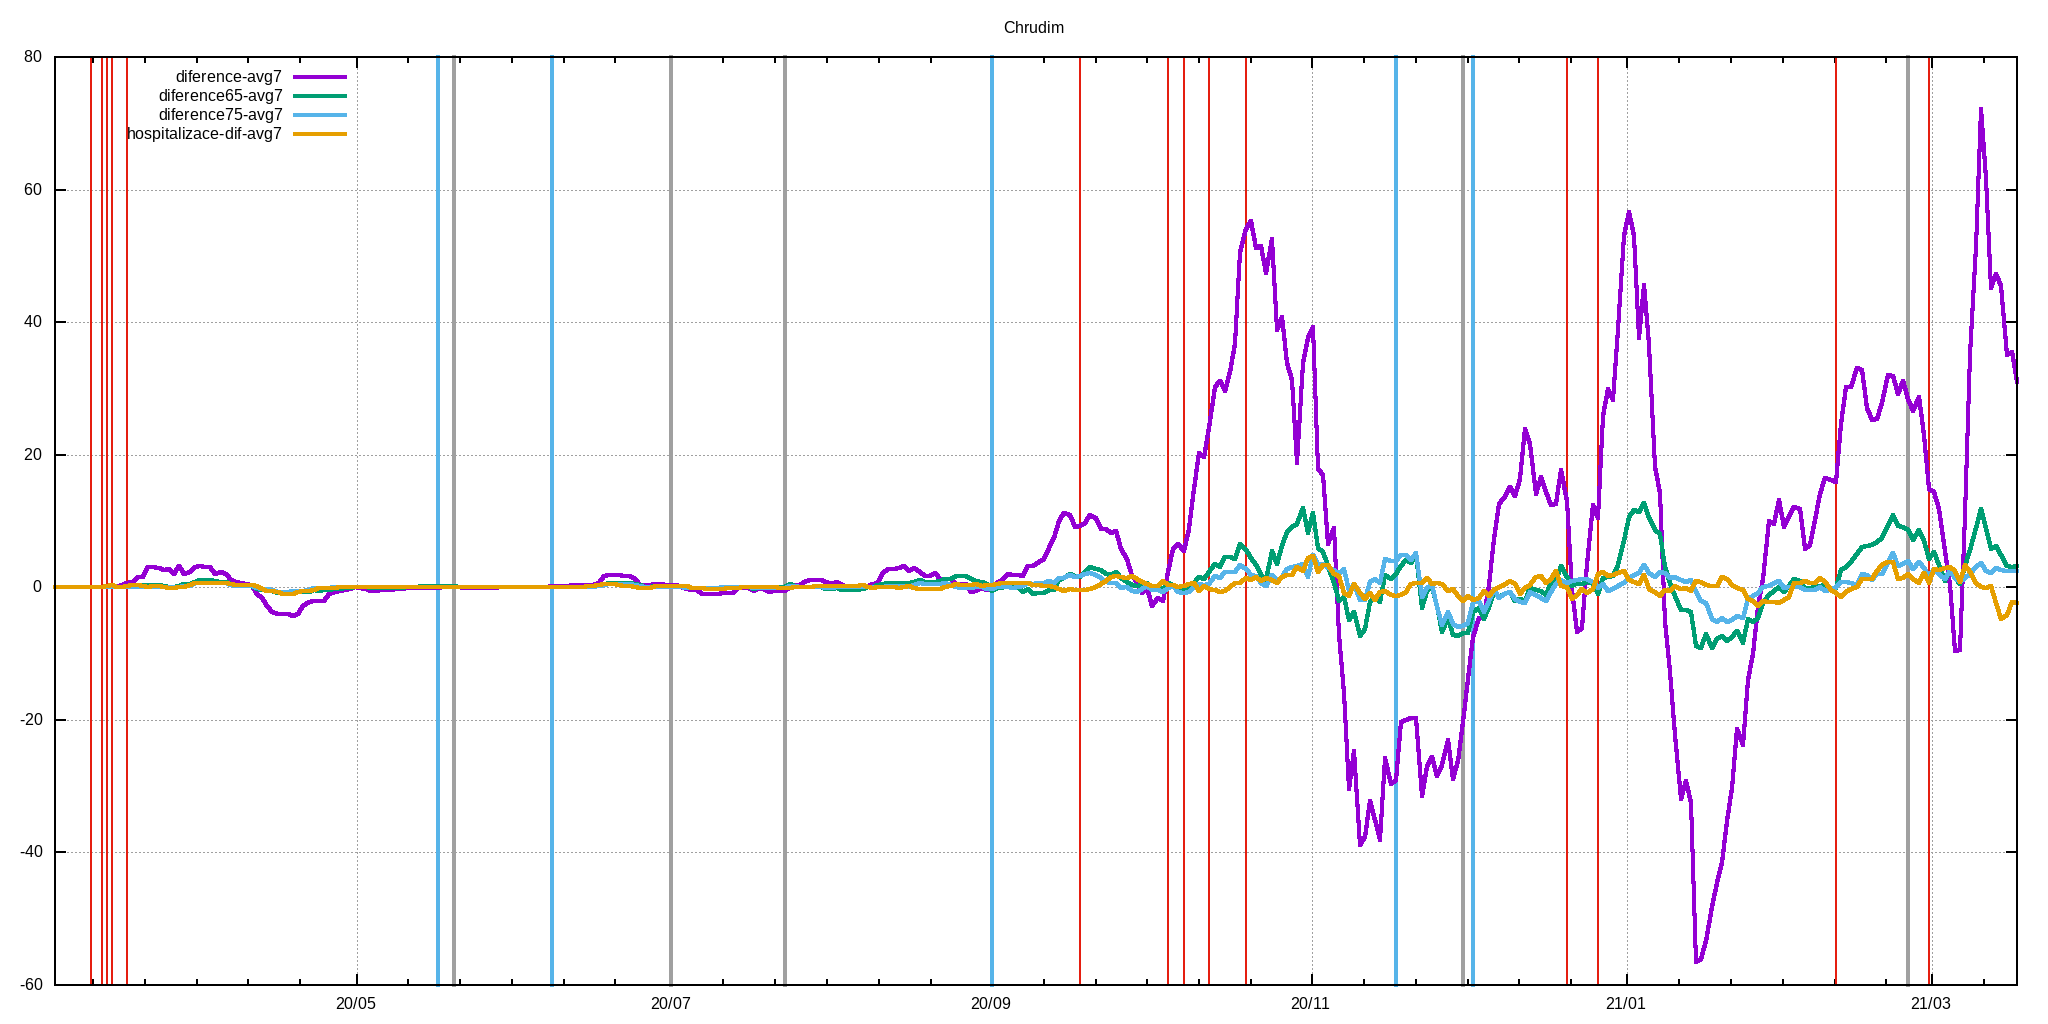 Chrudim
diference-avg7
diference65-avg7
diference75-avg7
hospitalizace-dif-avg7
80
60
40
20
0
-20
-40
-60
20/05
20/07
20/09
20/11
21/01
21/03